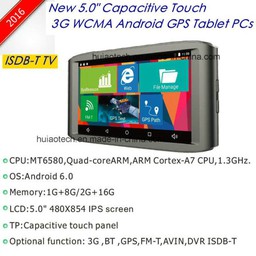 2016
ISDB-T TV
New 5.0" Capacitive Touch
3G WCMA Android GPS Tablet PCs
huiaotech.en.made-in-china.com
CPU:MT6580,Quad-coreARM,ARM Cortex-A7 CPU,1.3GHz.
OS:Android 6.0
Memory:1G+8G/2G+16G
LCD:5.0" 480X854 IPS screen
TP:Capacitive touch panel
Optional function: 3G ,BT ,GPS,FM-T,AVIN,DVR ISDB-T